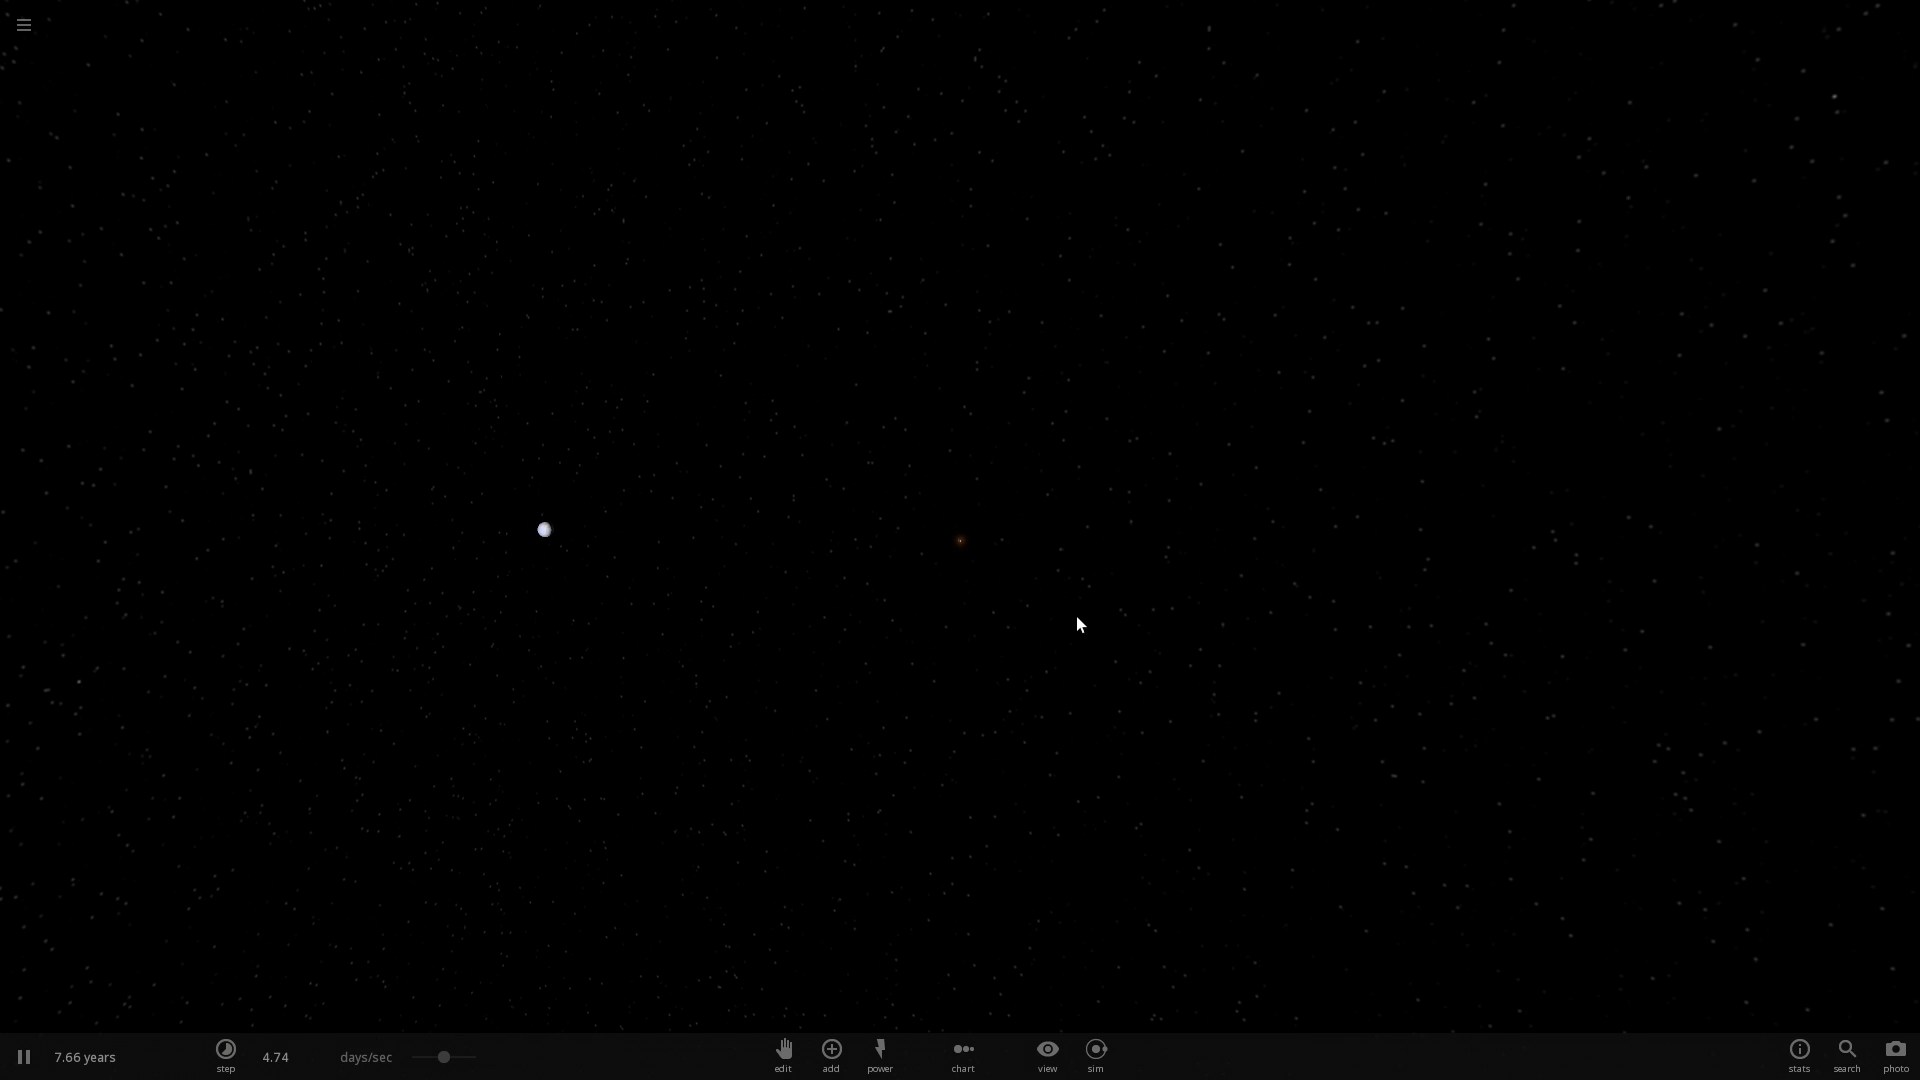 7.66 years
step
4.74
days/sec
edit
add
power
chart
view
sim
stats
search
photo